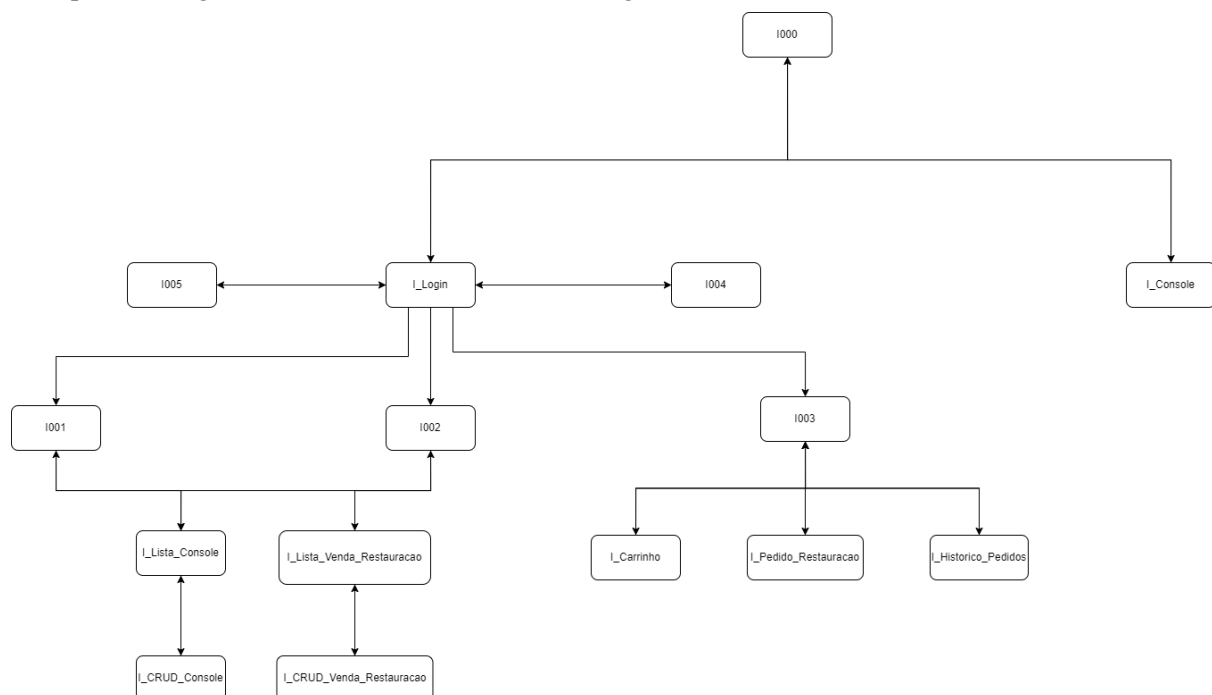 I000
I005
I_Login
I004
I_Console
I001
I002
I003
I_Lista_Console
I_Lista_Venda_Restauracao
I_Carrinho
I_Pedido_Restauracao
I_Historico_Pedidos
I_CRUD_Console
I_CRUD_Venda_Restauracao